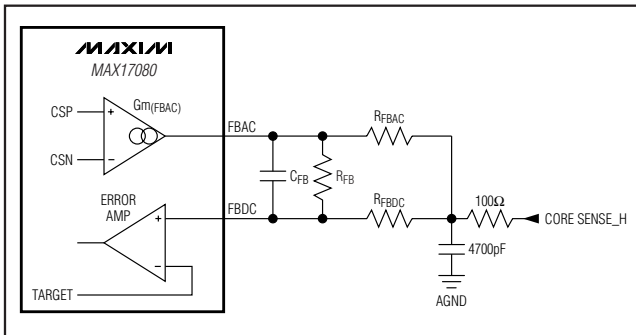 MAXIM
MAX17080
Gm(FBAC)
CSP
+
CSN
−
FBAC
RFBAC
CFB
RFB
ERROR
AMP
FBDC
RFBDC
100Ω
CORE SENSE_H
+
−
4700pF
TARGET
AGND